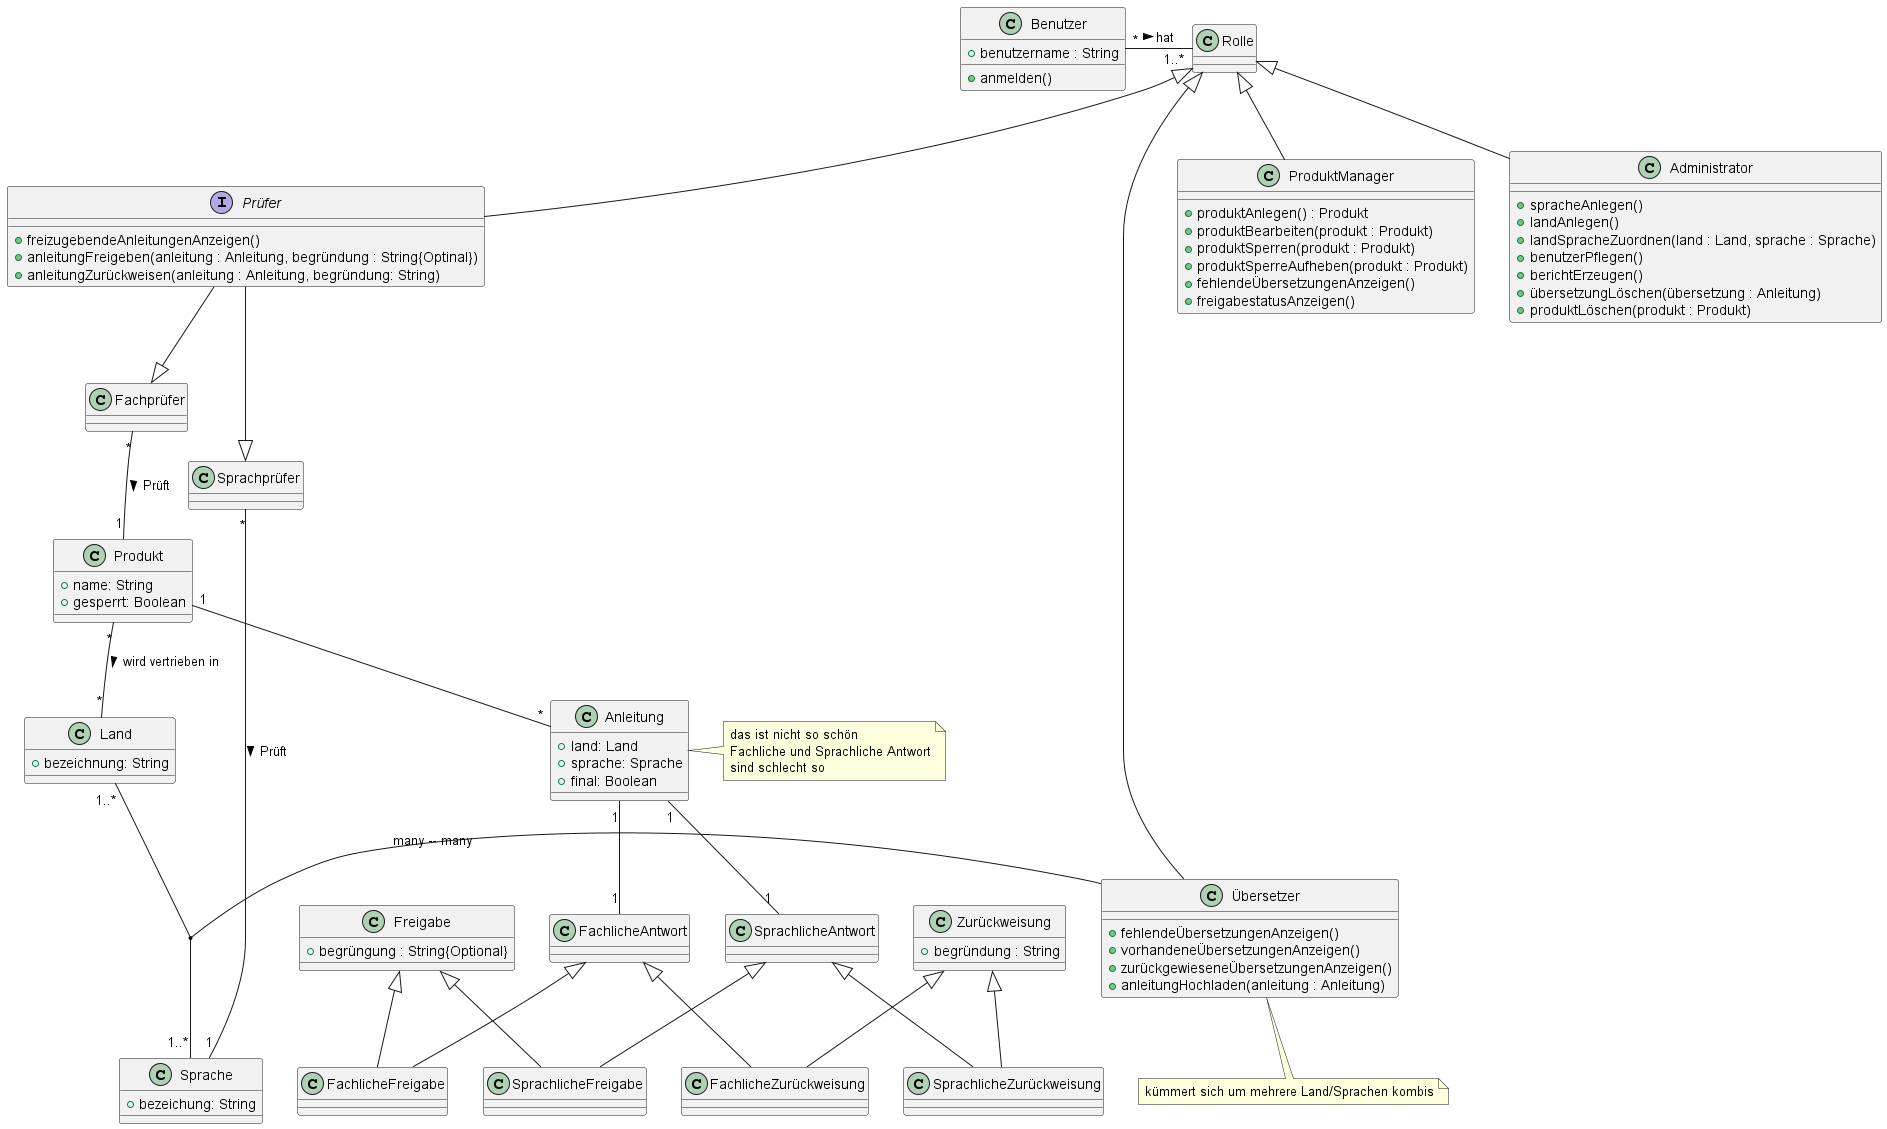 C Benutzer
benutzername : String
anmelden()
* hat
1..*
C Rolle
I Prüfer
freizugebendeAnleitungenAnzeigen()
anleitungFreigeben(anleitung : Anleitung, begründung : String{Optinal})
anleitungZurückweisen(anleitung : Anleitung, begründung: String)
C ProduktManager
produktAnlegen() : Produkt
produktBearbeiten(produkt : Produkt)
produktSperren(produkt : Produkt)
produktSperreAufheben(produkt : Produkt)
fehlendeÜbersetzungenAnzeigen()
freigabestatusAnzeigen()
C Administrator
spracheAnlegen()
landAnlegen()
landSpracheZuordnen(land : Land, sprache : Sprache)
benutzerPflegen()
berichtErzeugen()
übersetzungLöschen(übersetzung : Anleitung)
produktLöschen(produkt : Produkt)
C Fachprüfer
*
Prüft
1
C Sprachprüfer
*
C Produkt
name: String
gesperrt: Boolean
1
*
wird vertrieben in
*
*
C Land
bezeichnung: String
1..*
Prüft
C Anleitung
land: Land
sprache: Sprache
final: Boolean
das ist nicht so schön
Fachliche und Sprachliche Antwort
sind schlecht so
1
1
many -- many
1
1
C Freigabe
begrüngung : String{Optional}
C FachlicheAntwort
C SprachlicheAntwort
C Zurückweisung
begründung : String
C Übersetzer
fehlendeÜbersetzungenAnzeigen()
vorhandeneÜbersetzungenAnzeigen()
zurückgewieseneÜbersetzungenAnzeigen()
anleitungHochladen(anleitung : Anleitung)
1..*
1
C Sprache
bezeichung: String
C FachlicheFreigabe
C SprachlicheFreigabe
C FachlicheZurückweisung
C SprachlicheZurückweisung
kümmert sich um mehrere Land/Sprachen kombis